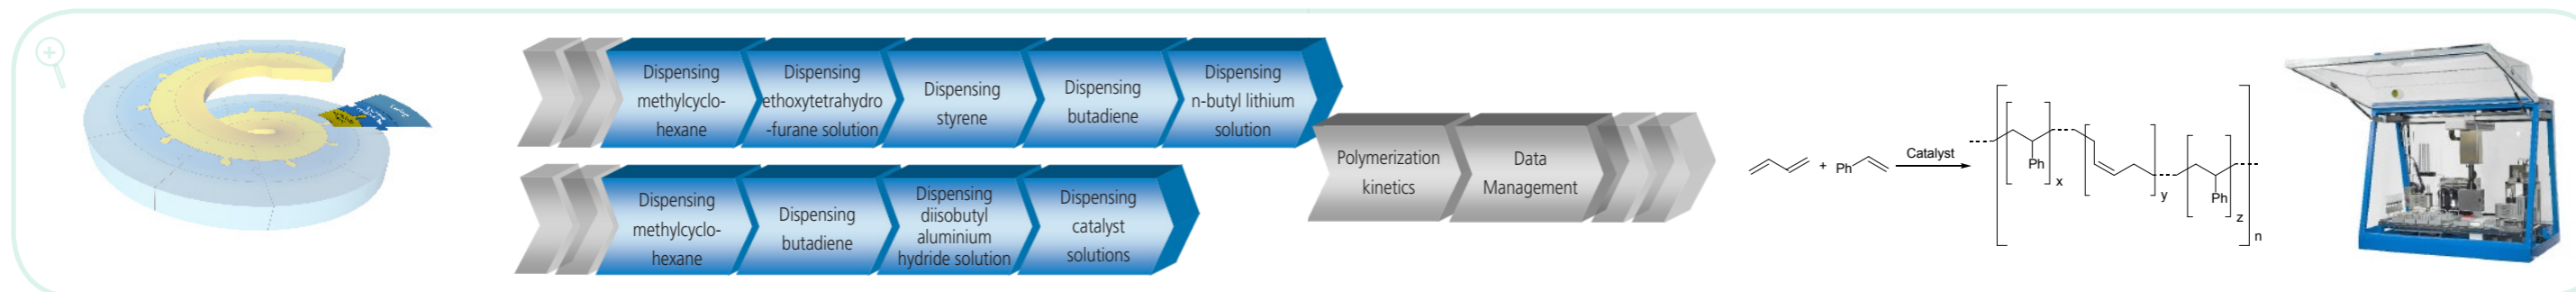 Dispensing
methylcyclo-
hexane
Dispensing
ethoxytetrahydro
-furane solution
Dispensing
styrene
Dispensing
butadiene
Dispensing
n-butyl lithium
solution
Dispensing
methylcyclo-
hexane
Dispensing
butadiene
Dispensing
diisobutyl
aluminium
hydride solution
Dispensing
catalyst
solutions
Polymerization
kinetics
Data
Management
+ Ph
Catalyst
Ph
x
y
Ph
z
n